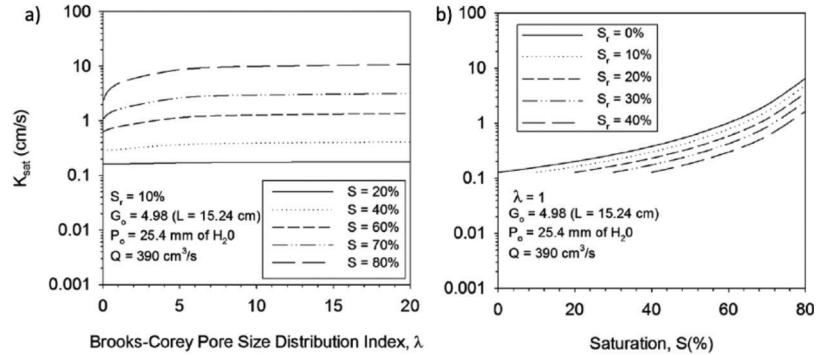 a)
100
10
1
0.1
0.01
0.001
K_sat (cm/s)
S_r = 10%
G_o = 4.98 (L = 15.24 cm)
P_o = 25.4 mm of H_20
Q = 390 cm^3/s
S = 20%
S = 40%
S = 60%
S = 70%
S = 80%
0 5 10 15 20
Brooks-Corey Pore Size Distribution Index, λ
b)
100
10
1
0.1
0.01
0.001
S_r = 0%
S_r = 10%
S_r = 20%
S_r = 30%
S_r = 40%
λ = 1
G_o = 4.98 (L = 15.24 cm)
P_o = 25.4 mm of H_20
Q = 390 cm^3/s
0 20 40 60 80
Saturation, S(%)